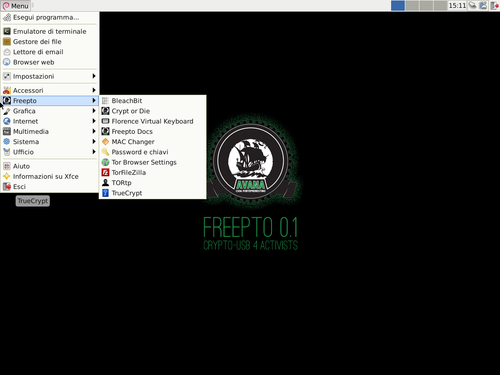 Menu
15:11
Esegui programma...
Emulatore di terminale
Gestore dei file
Lettore di email
Browser web
Impostazioni
Accessori
Freepto
Grafica
Internet
Multimedia
Sistema
Ufficio
Aiuto
Informazioni su Xfce
Esci
TrueCrypt
BleachBit
Crypt or Die
Florence Virtual Keyboard
Freepto Docs
MAC Changer
Password e chiavi
Tor Browser Settings
TorFileZilla
TORtp
TrueCrypt
AVANA
FREEPTO 0.1
CRYPTO-USB 4 ACTIVISTS